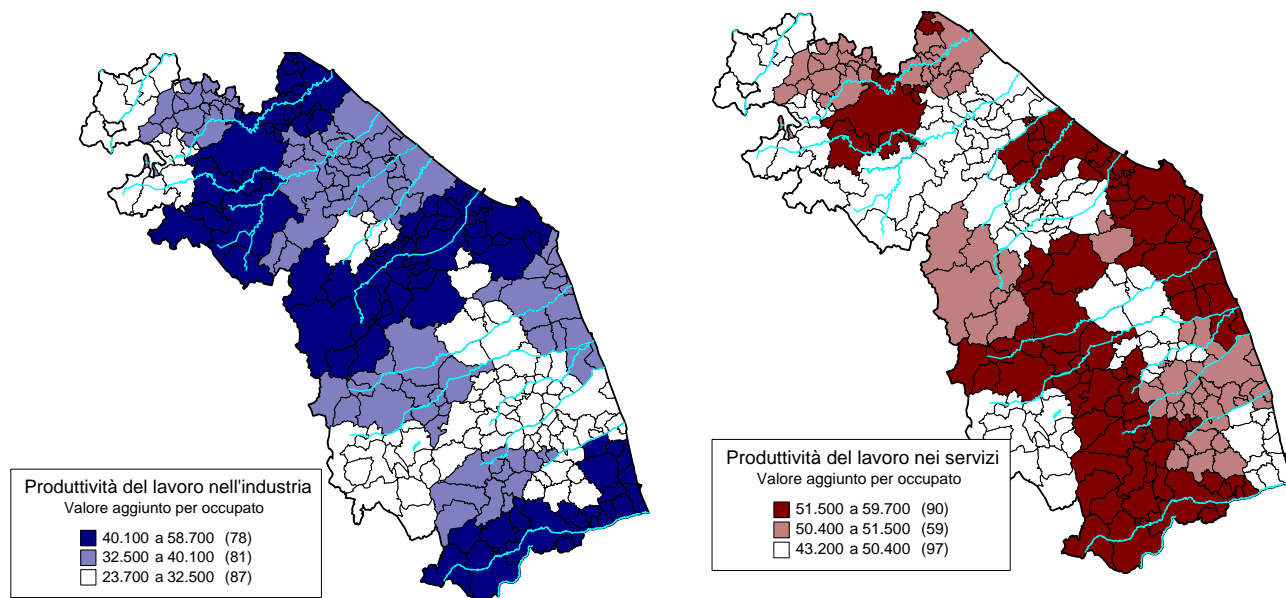 Produttività del lavoro nell'industria
Valore aggiunto per occupato
40.100 a 58.700 (78)
32.500 a 40.100 (81)
23.700 a 32.500 (87)
Produttività del lavoro nei servizi
Valore aggiunto per occupato
51.500 a 59.700 (90)
50.400 a 51.500 (59)
43.200 a 50.400 (97)